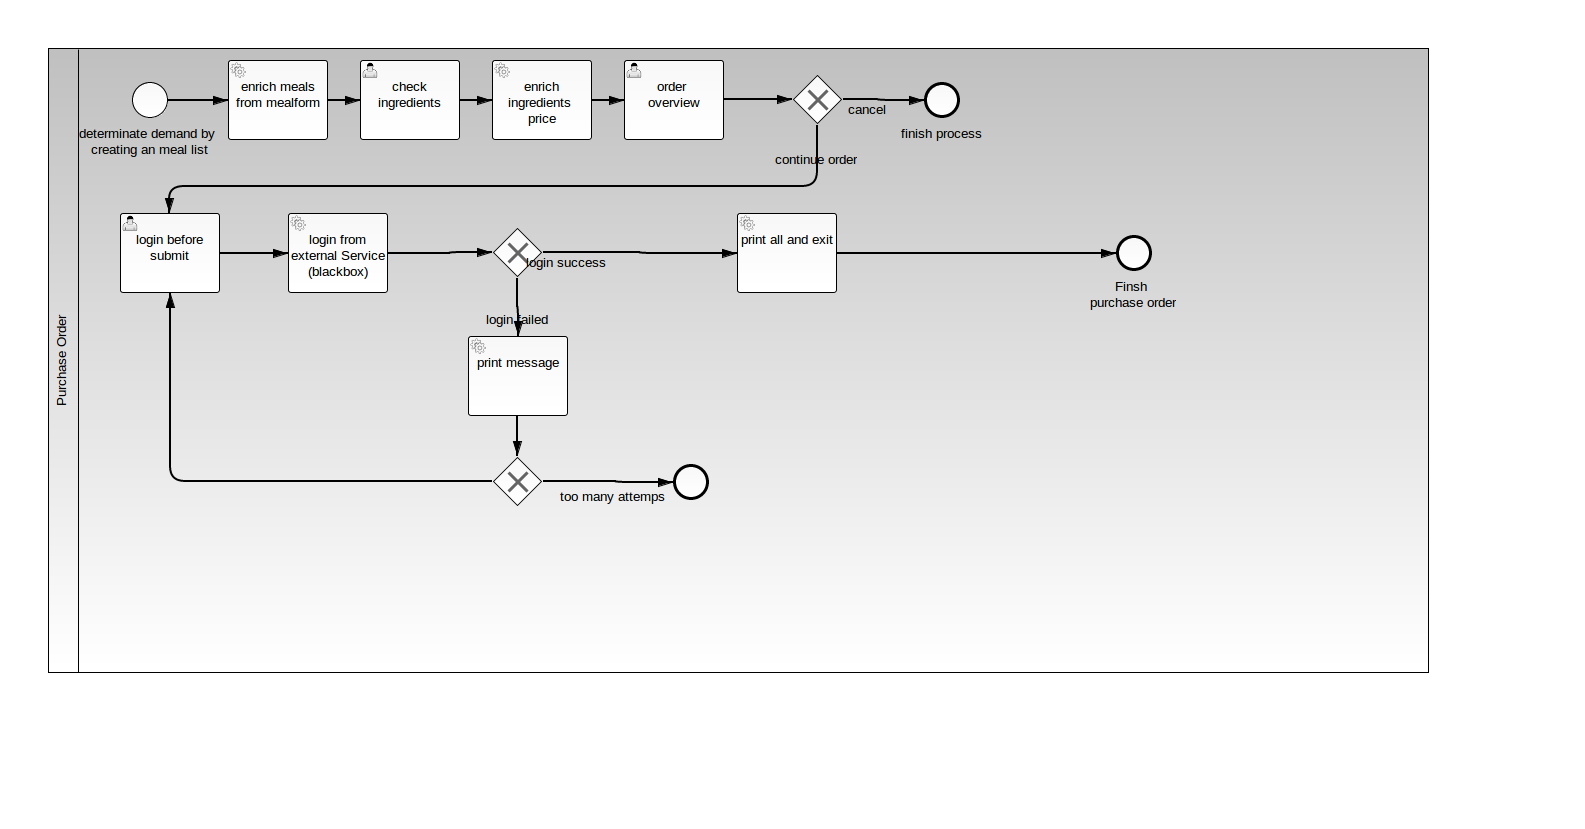 enrich meals
from mealform
check
ingredients
enrich
ingredients
price
order
overview
cancel
determinate demand by
creating an meal list
finish process
continue order
login before
submit
login from
external Service
(blackbox)
login success
print all and exit
Finsh
purchase order
login failed
print message
too many attemps
Purchase Order